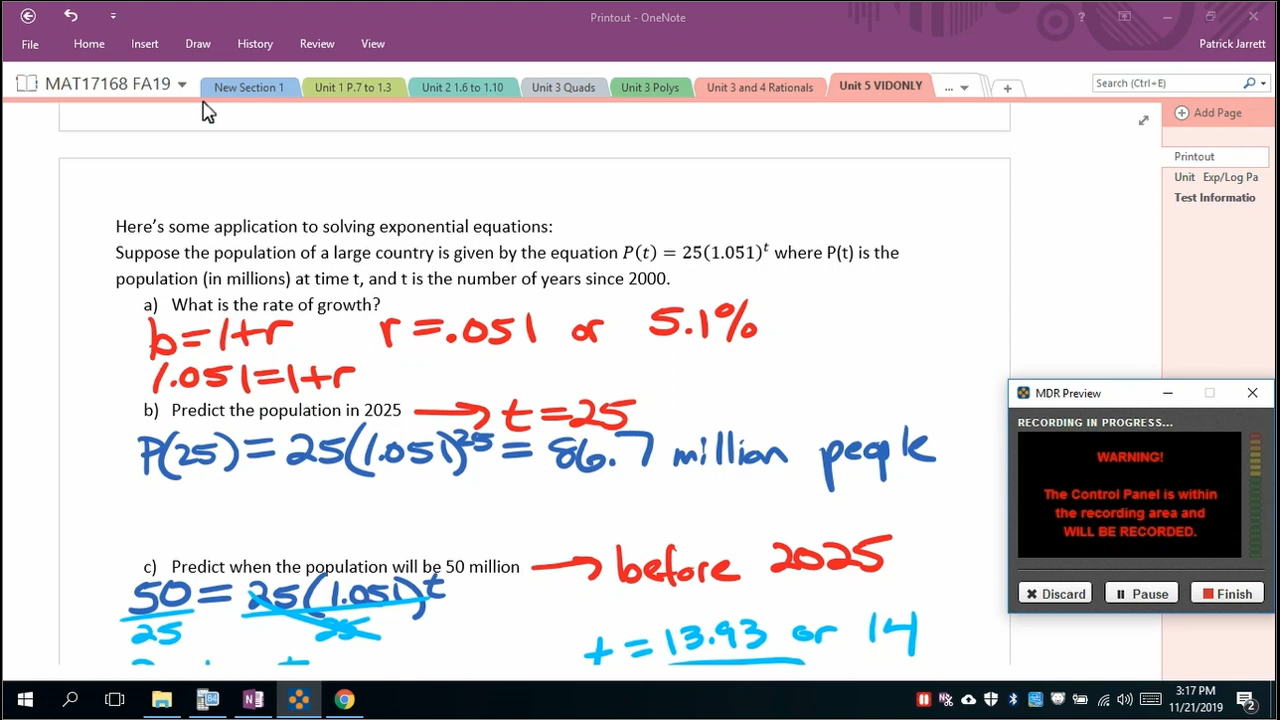 Printout - OneNote
?
File Home Insert Draw History Review View
Patrick Jarrett
MAT17168 FA19
New Section 1
Unit 1 P.7 to 1.3
Unit 2 1.6 to 1.10
Unit 3 Quads
Unit 3 Polys
Unit 3 and 4 Rationals
Unit 5 VIDONLY
...
+
Search (Ctrl+E)
Add Page
Printout
Unit Exp/Log Pa
Test Informatio
Here's some application to solving exponential equations:
Suppose the population of a large country is given by the equation P(t) = 25(1.051)^t where P(t) is the
population (in millions) at time t, and t is the number of years since 2000.
a) What is the rate of growth?
b=1+r r=.051 or 5.1%
1.051=1+r
b) Predict the population in 2025 → t=25
P(25)=25(1.051)^25=86.7 million people
c) Predict when the population will be 50 million → before 2025
50=25(1.051)^t
25 25
t=13.93 or 14
MDR Preview
RECORDING IN PROGRESS...
WARNING!
The Control Panel is within
the recording area and
WILL BE RECORDED.
Discard Pause Finish
3:17 PM
11/21/2019
2